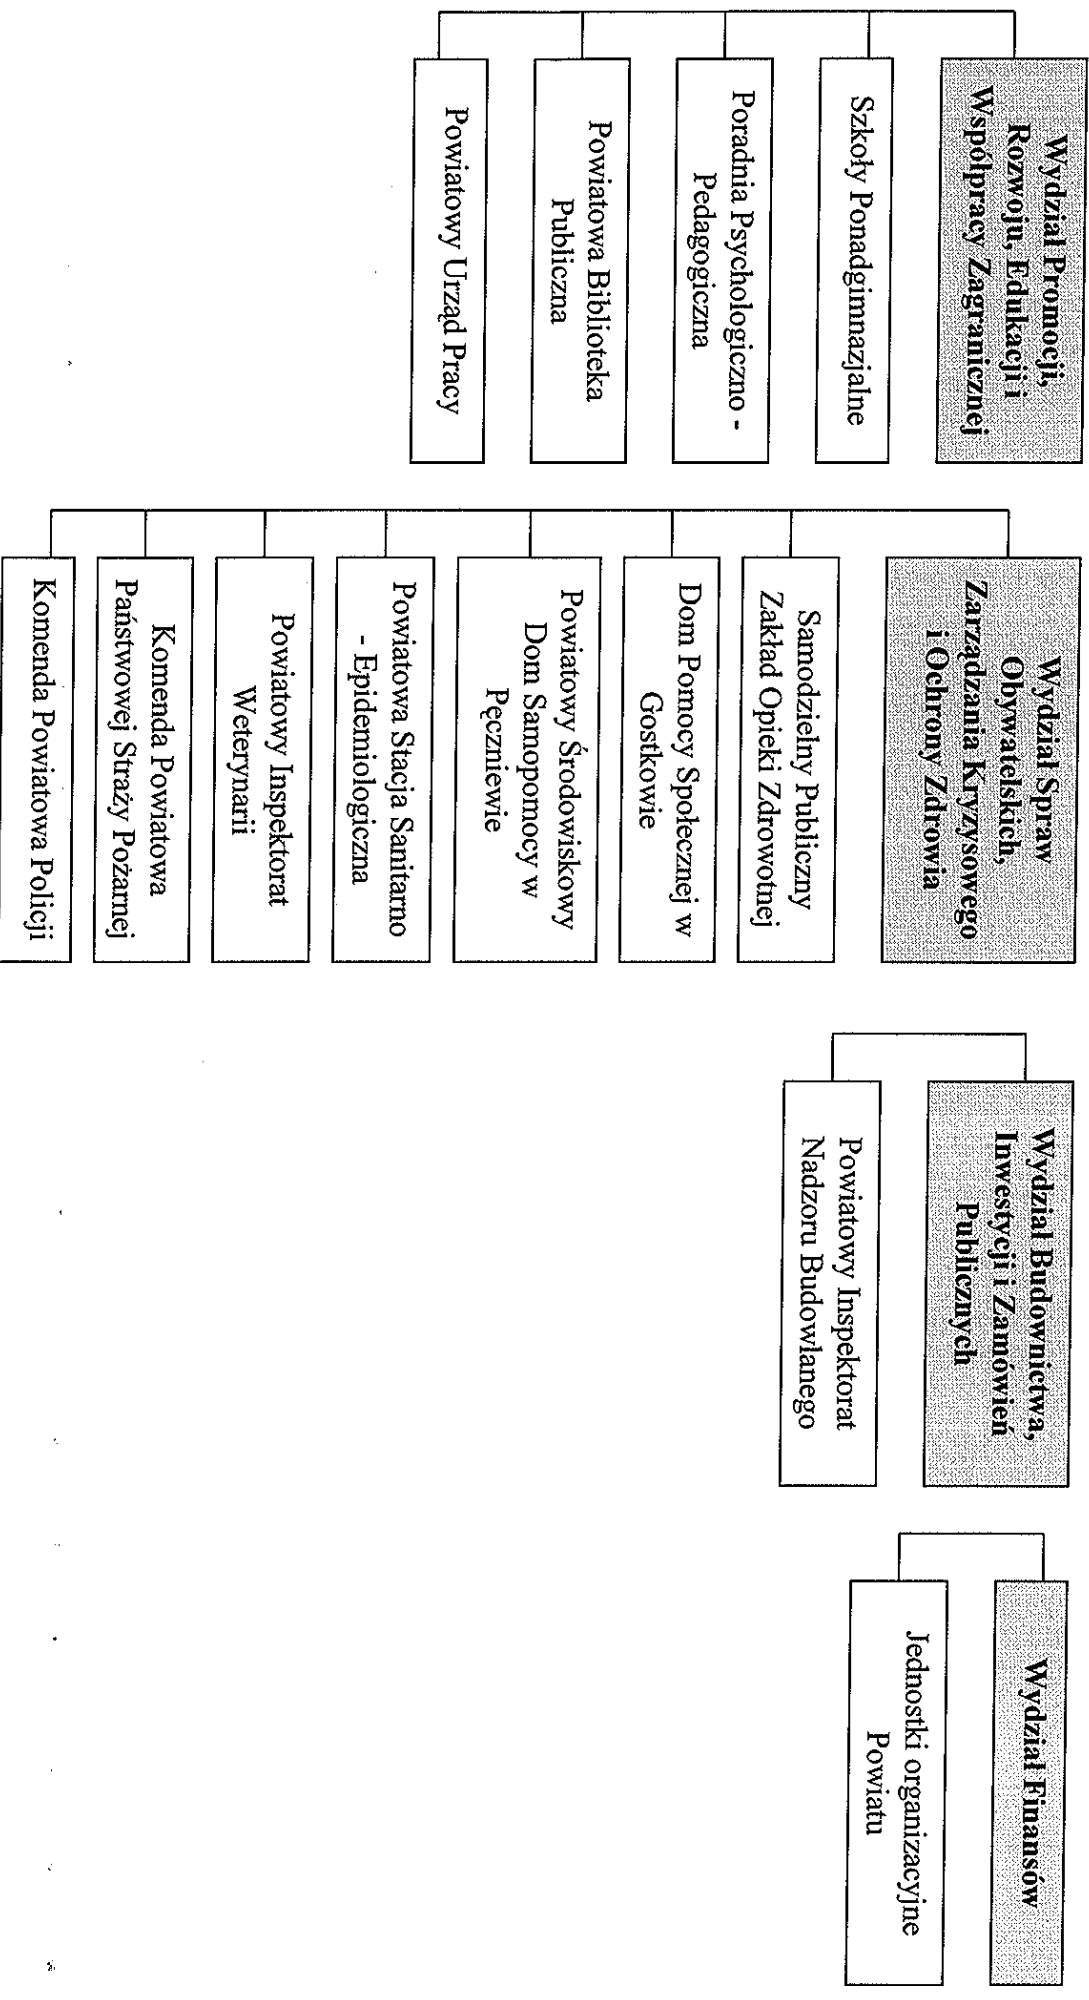 Wydział Promocji,
Rozwoju, Edukacji i
Współpracy Zagranicznej
Szkoły Ponadgimnazjalne
Poradnia Psychologiczno -
Pedagogiczna
Powiatowa Biblioteka
Publiczna
Powiatowy Urząd Pracy
Wydział Spraw
Obywatelskich,
Zarządzania Kryzysowego
i Ochrony Zdrowia
Samodzielny Publiczny
Zakład Opieki Zdrowotnej
Dom Pomocy Społecznej w
Gostkowie
Powiatowy Środowiskowy
Dom Samopomocy w
Pęczniewie
Powiatowa Stacja Sanitarno
- Epidemiologiczna
Powiatowy Inspektorat
Weterynarii
Komenda Powiatowa
Państwowej Straży Pożarnej
Komenda Powiatowa Policji
Wydział Budownictwa,
Inwestycji i Zamówień
Publicznych
Powiatowy Inspektorat
Nadzoru Budowlanego
Wydział Finansów
Jednostki organizacyjne
Powiatu